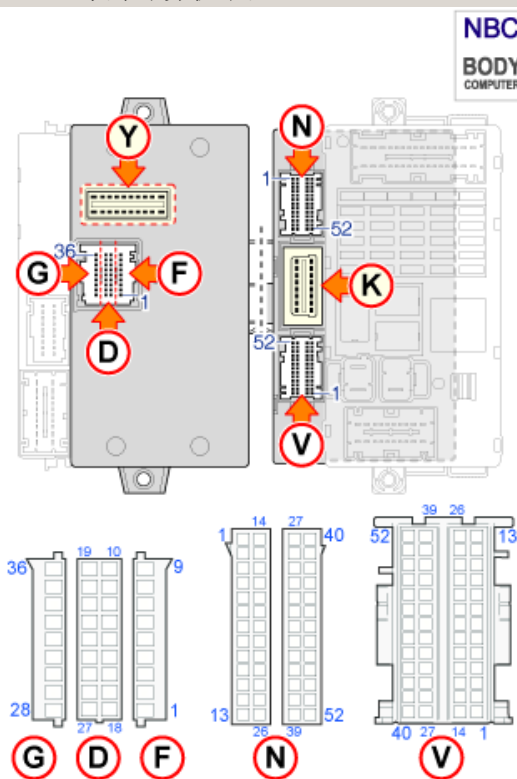 NBC
BODY
COMPUTER
Y
N
1
52
36
G
F
K
1
D
52
1
V
39 26
14 27
52 13
1 40
19 10
36 9
13 52
28 1
26 39
40 27 14 1
27 18
G D F N V